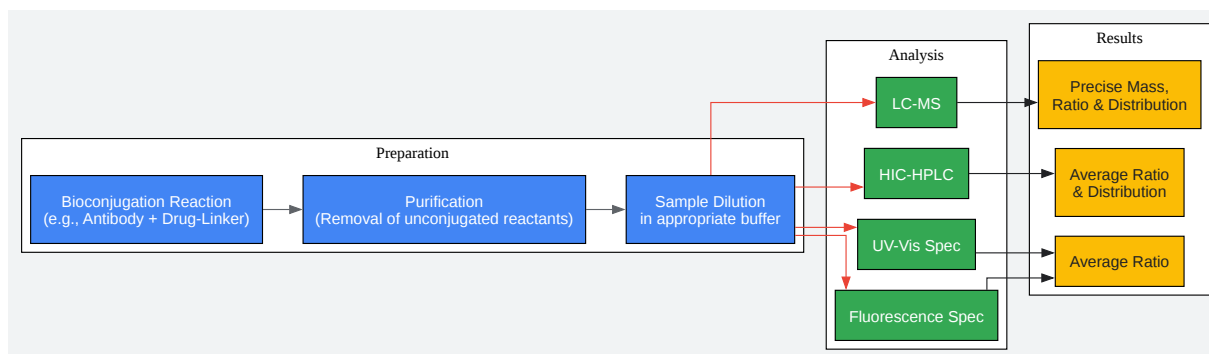 Preparation
Bioconjugation Reaction
(e.g., Antibody + Drug-Linker)
Purification
(Removal of unconjugated reactants)
Sample Dilution
in appropriate buffer
Analysis
LC-MS
HIC-HPLC
UV-Vis Spec
Fluorescence Spec
Results
Precise Mass,
Ratio & Distribution
Average Ratio
& Distribution
Average Ratio